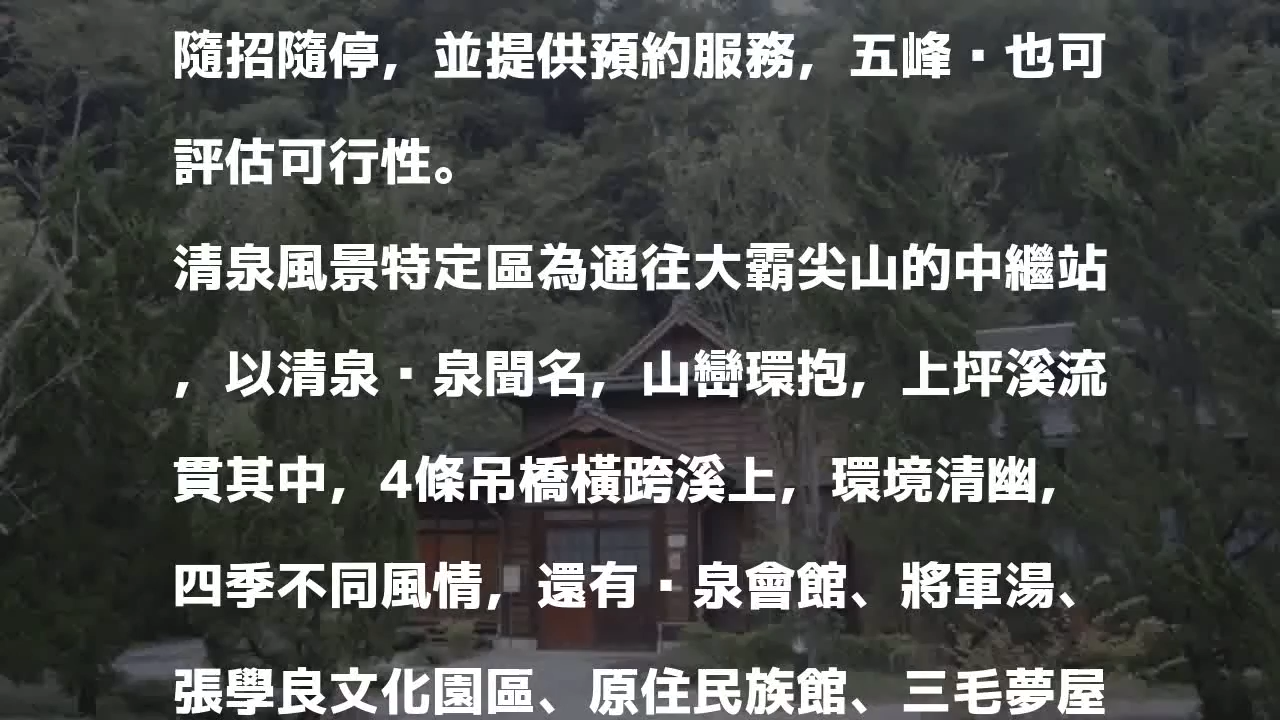 隨招隨停，並提供預約服務，五峰▪也可
評估可行性。
清泉風景特定區為通往大霸尖山的中繼站
，以清泉▪泉聞名，山巒環抱，上坪溪流
貫其中，4條吊橋橫跨溪上，環境清幽，
四季不同風情，還有▪泉會館、將軍湯、
張學良文化園區、原住民族館、三毛夢屋